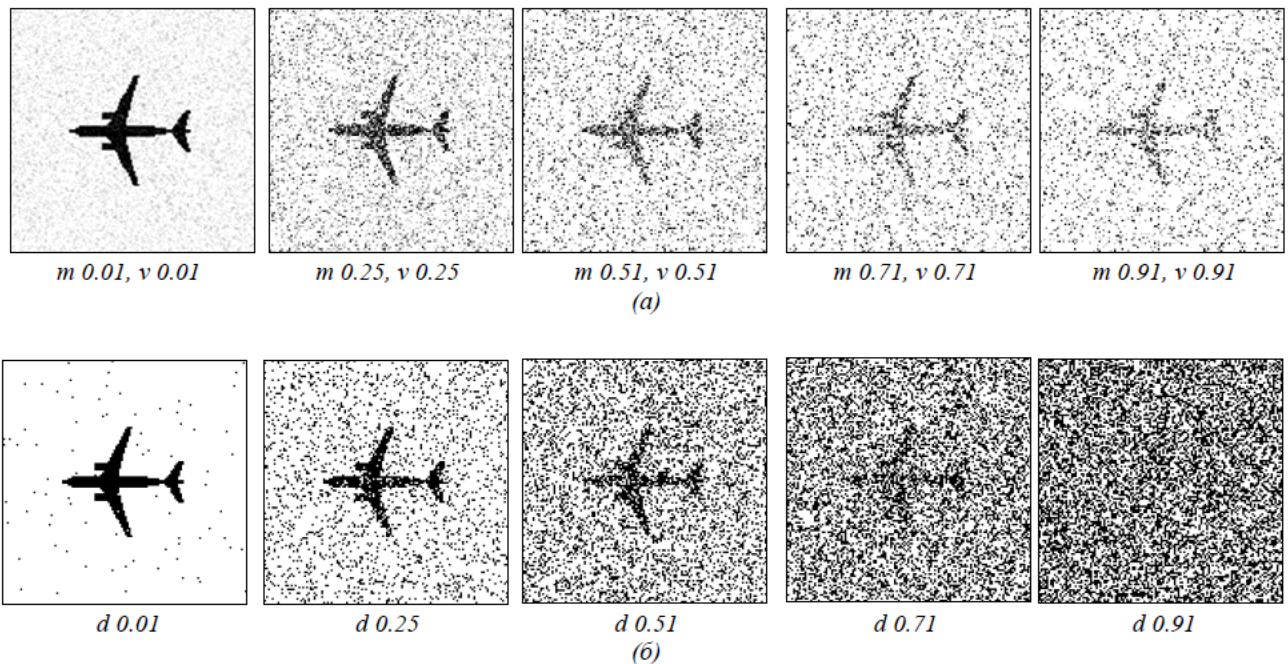 m 0.01, v 0.01 m 0.25, v 0.25 m 0.51, v 0.51 m 0.71, v 0.71 m 0.91, v 0.91
(а)
d 0.01 d 0.25 d 0.51 d 0.71 d 0.91
(б)